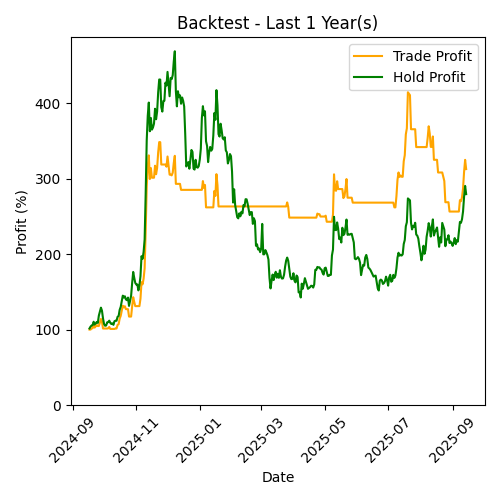 Backtest - Last 1 Year(s)
Trade Profit
Hold Profit
Profit (%)
400
300
200
100
0
2024-09
2024-11
2025-01
2025-03
2025-05
2025-07
2025-09
Date